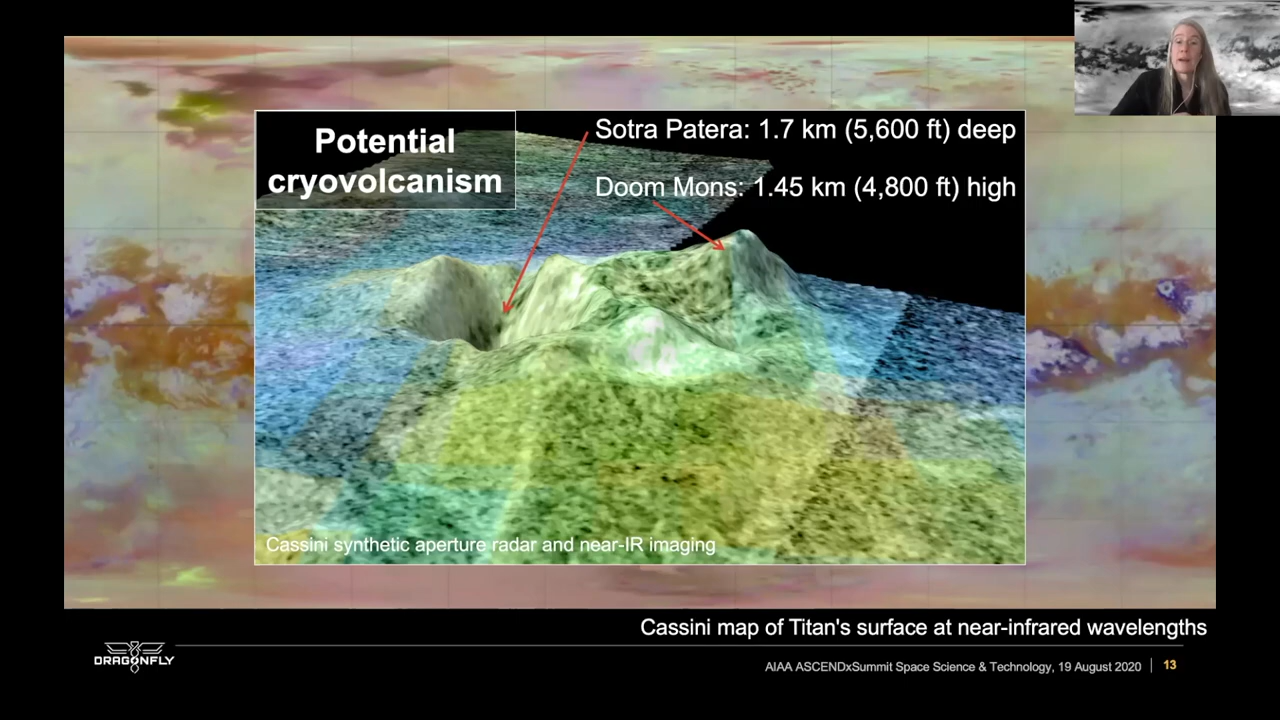 Potential
cryovolcanism
Sotra Patera: 1.7 km (5,600 ft) deep
Doom Mons: 1.45 km (4,800 ft) high
Cassini synthetic aperture radar and near-IR imaging
Cassini map of Titan's surface at near-infrared wavelengths
DRAGONFLY
AIAA ASCENDxSummit Space Science & Technology, 19 August 2020 | 13